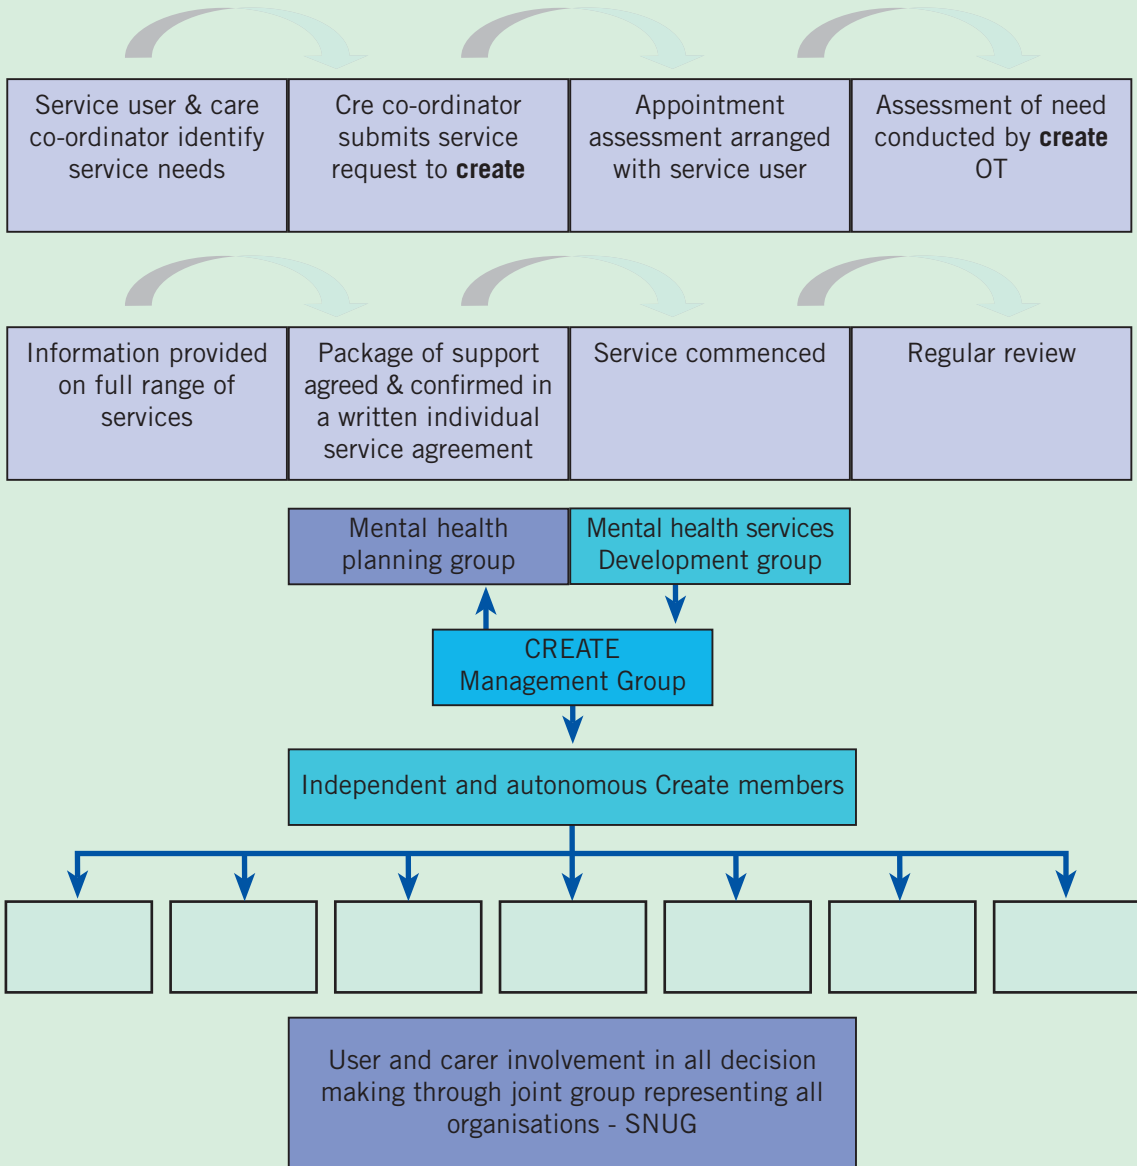 Service user & care
co-ordinator identify
service needs
Cre co-ordinator
submits service
request to create
Appointment
assessment arranged
with service user
Assessment of need
conducted by create
OT
Information provided
on full range of
services
Package of support
agreed & confirmed in
a written individual
service agreement
Service commenced
Regular review
Mental health
planning group
Mental health services
Development group
CREATE
Management Group
Independent and autonomous Create members
User and carer involvement in all decision
making through joint group representing all
organisations - SNUG